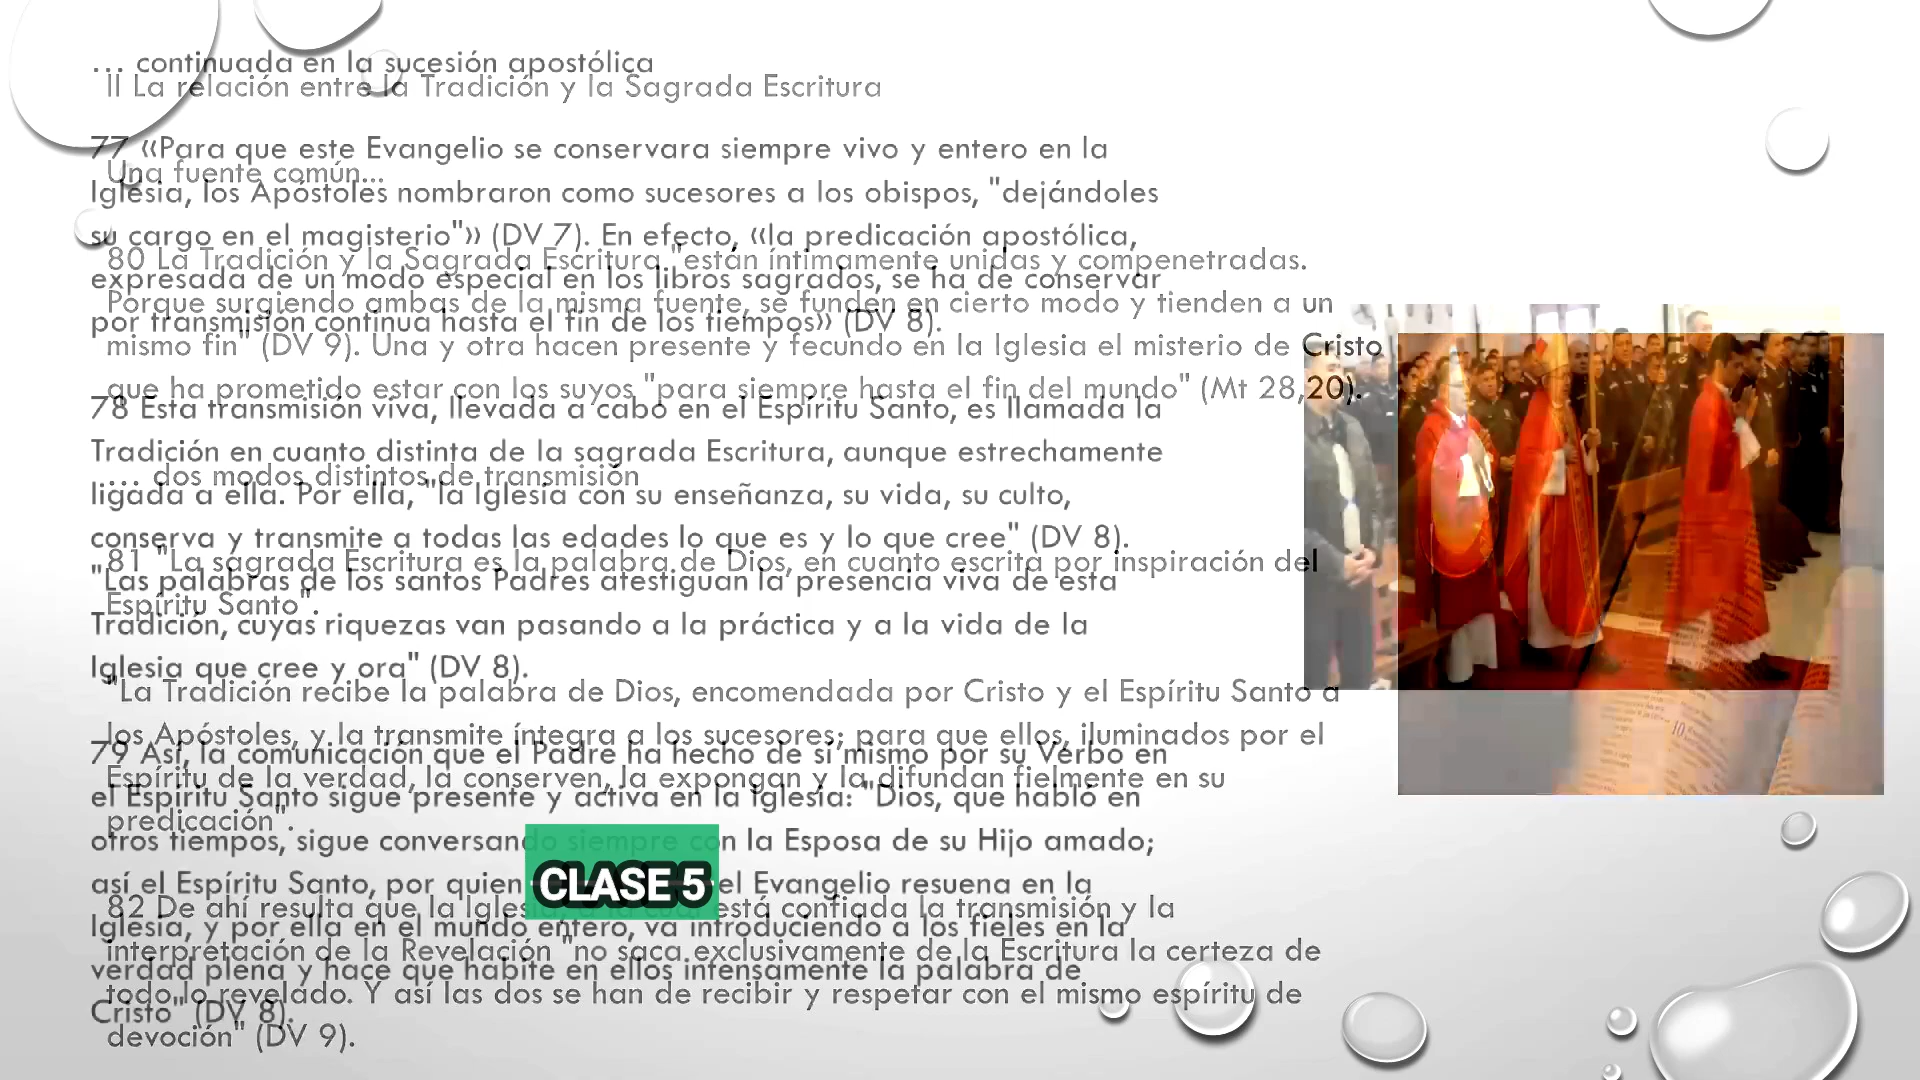 … continuada en la sucesión apostólica
77 «Para que este Evangelio se conservara siempre vivo y entero en la
Iglesia, los Apóstoles nombraron como sucesores a los obispos, "dejándoles
su cargo en el magisterio"» (DV 7). En efecto, «la predicación apostólica,
expresada de un modo especial en los libros sagrados, se ha de conservar
por transmisión continua hasta el fin de los tiempos» (DV 8).
78 Esta transmisión viva, llevada a cabo en el Espíritu Santo, es llamada la
Tradición en cuanto distinta de la sagrada Escritura, aunque estrechamente
ligada a ella. Por ella, "la Iglesia con su enseñanza, su vida, su culto,
conserva y transmite a todas las edades lo que es y lo que cree" (DV 8).
"Las palabras de los santos Padres atestiguan la presencia viva de esta
Tradición, cuyas riquezas van pasando a la práctica y a la vida de la
Iglesia que cree y ora" (DV 8).
79 Así, la comunicación que el Padre ha hecho de sí mismo por su Verbo en
el Espíritu Santo sigue presente y activa en la Iglesia: "Dios, que habló en
otros tiempos, sigue conversando siempre con la Esposa de su Hijo amado;
así el Espíritu Santo, por quien el Evangelio resuena en la
Iglesia, y por ella en el mundo entero, va introduciendo a los fieles en la
verdad plena y hace que habite en ellos intensamente la palabra de
Cristo" (DV 8).
II La relación entre la Tradición y la Sagrada Escritura
Una fuente común...
80 La Tradición y la Sagrada Escritura "están íntimamente unidas y compenetradas.
Porque surgiendo ambas de la misma fuente, se funden en cierto modo y tienden a un
mismo fin" (DV 9). Una y otra hacen presente y fecundo en la Iglesia el misterio de Cristo
que ha prometido estar con los suyos "para siempre hasta el fin del mundo" (Mt 28,20).
… dos modos distintos de transmisión
81 "La sagrada Escritura es la palabra de Dios, en cuanto escrita por inspiración del
Espíritu Santo".
"La Tradición recibe la palabra de Dios, encomendada por Cristo y el Espíritu Santo a
los Apóstoles, y la transmite íntegra a los sucesores; para que ellos, iluminados por el
Espíritu de la verdad, la conserven, la expongan y la difundan fielmente en su
predicación".
82 De ahí resulta que la Iglesia, a la cual está confiada la transmisión y la
interpretación de la Revelación "no saca exclusivamente de la Escritura la certeza de
todo lo revelado. Y así las dos se han de recibir y respetar con el mismo espíritu de
devoción" (DV 9).
CLASE 5